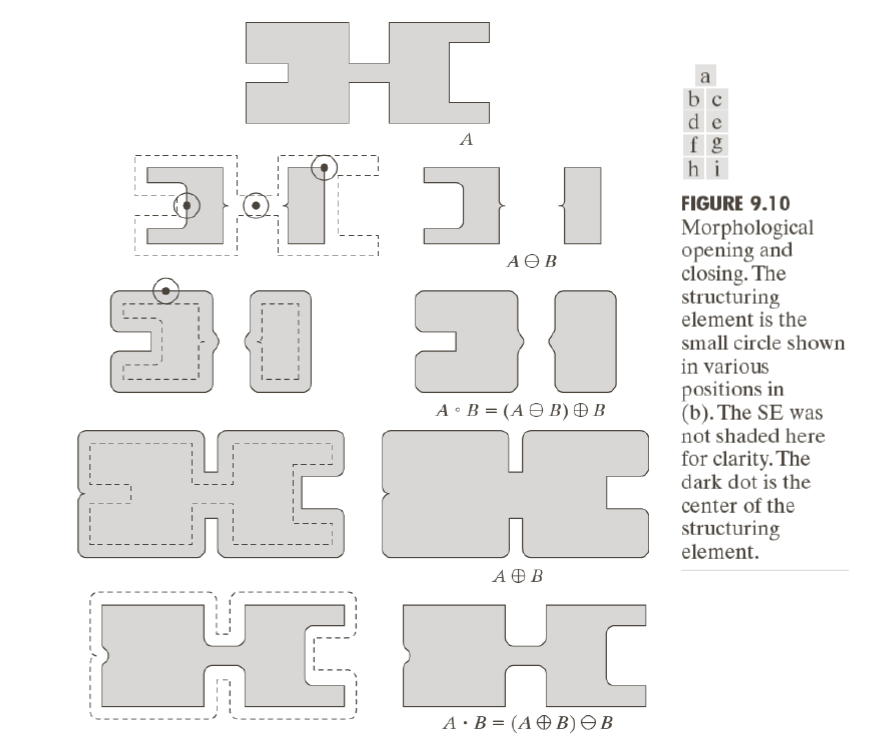 A
A ⊖ B
A ∘ B = (A ⊖ B) ⊕ B
A ⊕ B
A · B = (A ⊕ B) ⊖ B
a
b c
d e
f g
h i
FIGURE 9.10
Morphological
opening and
closing. The
structuring
element is the
small circle shown
in various
positions in
(b). The SE was
not shaded here
for clarity. The
dark dot is the
center of the
structuring
element.